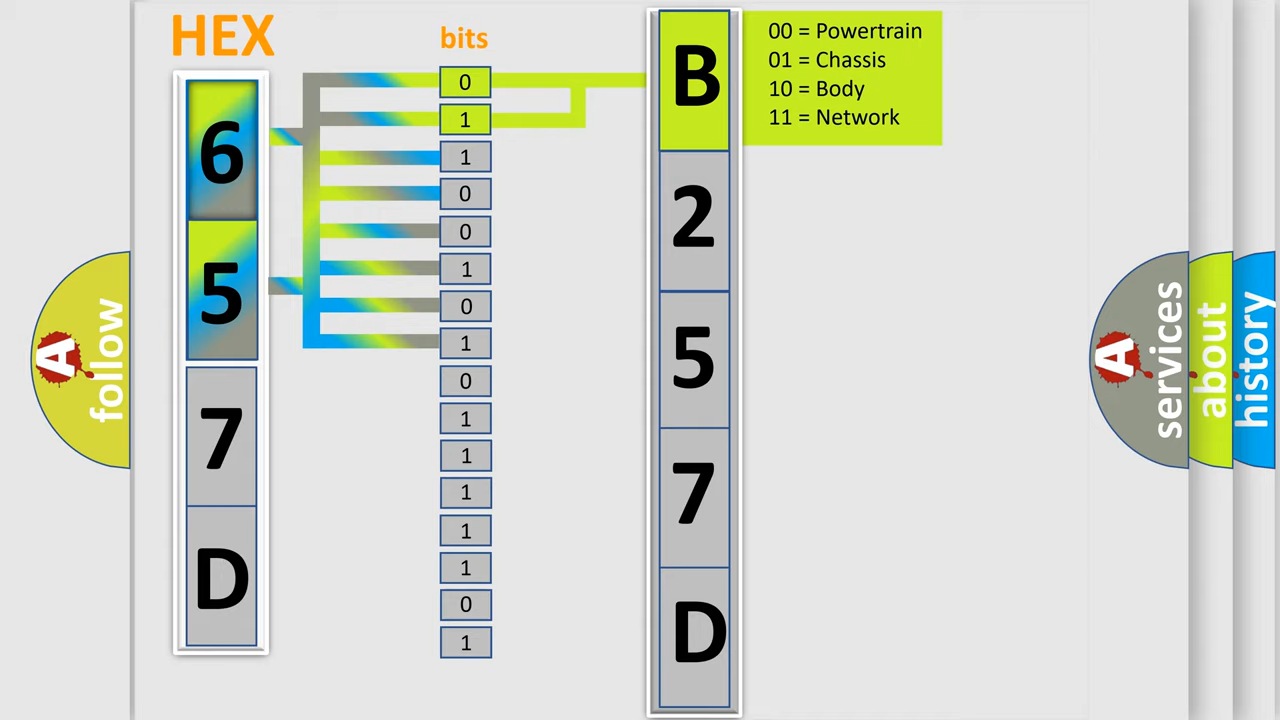 HEX
bits
6
5
7
D
0
1
1
0
0
1
0
1
0
1
1
1
1
1
0
1
B
2
5
7
D
00 = Powertrain
01 = Chassis
10 = Body
11 = Network
A
follow
A
services
about
history